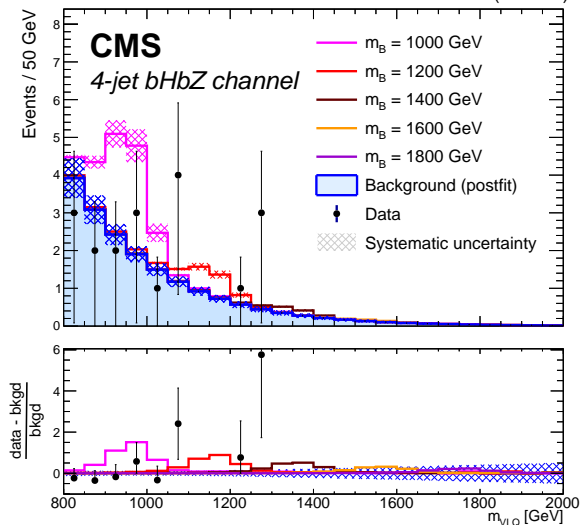 CMS
4-jet bHbZ channel
Events / 50 GeV
8
7
6
5
4
3
2
1
0
m_B = 1000 GeV
m_B = 1200 GeV
m_B = 1400 GeV
m_B = 1600 GeV
m_B = 1800 GeV
Background (postfit)
Data
Systematic uncertainty
data - bkgd
bkgd
6
4
2
0
800 1000 1200 1400 1600 1800 2000
m_VLQ [GeV]